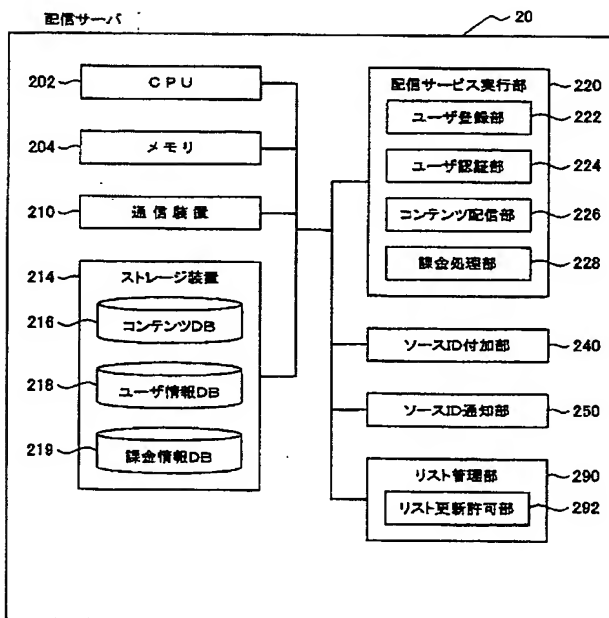 配信サーバ
20
202 CPU
204 メモリ
210 通信装置
214 ストレージ装置
216 コンテンツDB
218 ユーザ情報DB
219 課金情報DB
配信サービス実行部 220
ユーザ登録部 222
ユーザ認証部 224
コンテンツ配信部 226
課金処理部 228
ソースID付加部 240
ソースID通知部 250
リスト管理部 290
リスト更新許可部 292